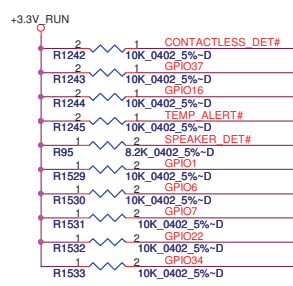 +3.3V_RUN
2 1 CONTACTLESS_DET#
R1242 10K_0402_5%~D
2 1 GPIO37
R1243 10K_0402_5%~D
2 1 GPIO16
R1244 10K_0402_5%~D
2 1 TEMP_ALERT#
R1245 10K_0402_5%~D
1 2 SPEAKER_DET#
R95 8.2K_0402_5%~D
1 2 GPIO1
R1529 10K_0402_5%~D
1 2 GPIO6
R1530 10K_0402_5%~D
1 2 GPIO7
R1531 10K_0402_5%~D
1 2 GPIO22
R1532 10K_0402_5%~D
1 2 GPIO34
R1533 10K_0402_5%~D